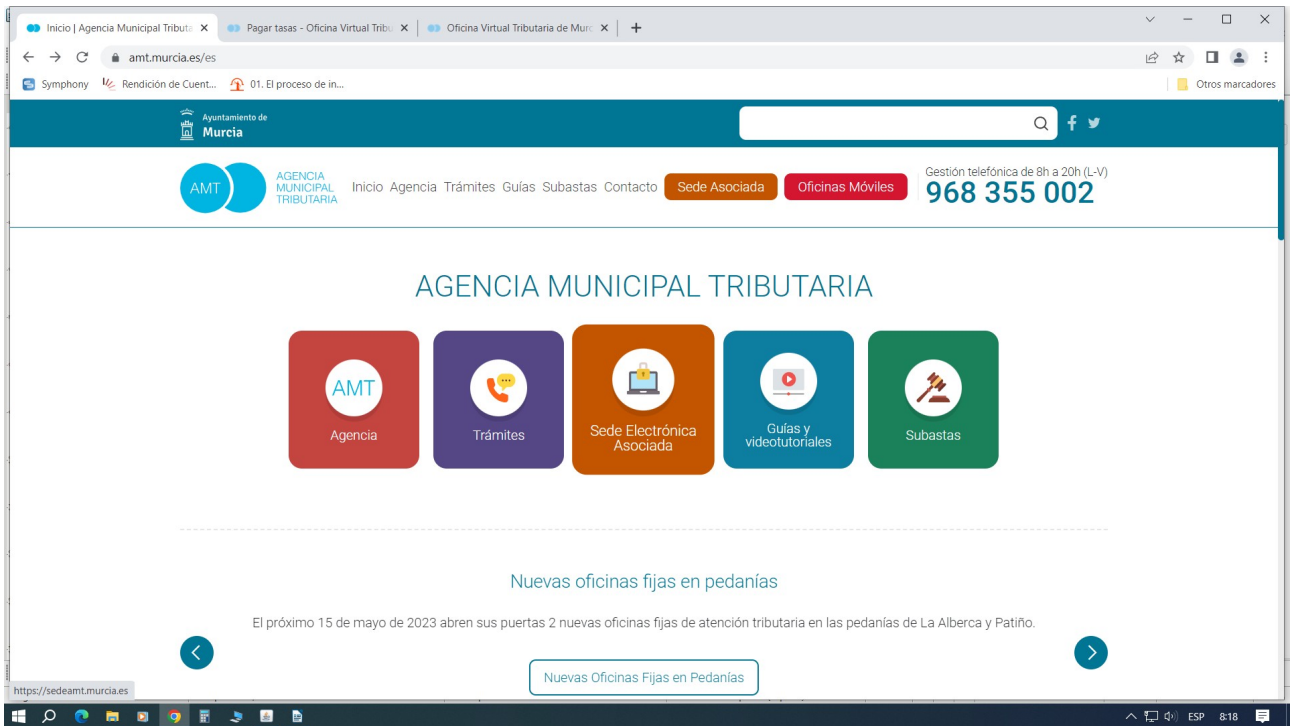 Inicio | Agencia Municipal Tributa
Pagar tasas - Oficina Virtual Tribu
Oficina Virtual Tributaria de Murc
amt.murcia.es/es
Symphony
Rendición de Cuent...
01. El proceso de in...
Otros marcadores
Ayuntamiento de
Murcia
AMT
AGENCIA
MUNICIPAL
TRIBUTARIA
Inicio Agencia Trámites Guías Subastas Contacto Sede Asociada Oficinas Móviles
Gestión telefónica de 8h a 20h (L-V)
968 355 002
AGENCIA MUNICIPAL TRIBUTARIA
AMT
Agencia
Trámites
Sede Electrónica
Asociada
Guías y
videotutoriales
Subastas
Nuevas oficinas fijas en pedanías
El próximo 15 de mayo de 2023 abren sus puertas 2 nuevas oficinas fijas de atención tributaria en las pedanías de La Alberca y Patiño.
Nuevas Oficinas Fijas en Pedanías
https://sedeamt.murcia.es
ESP 8:18